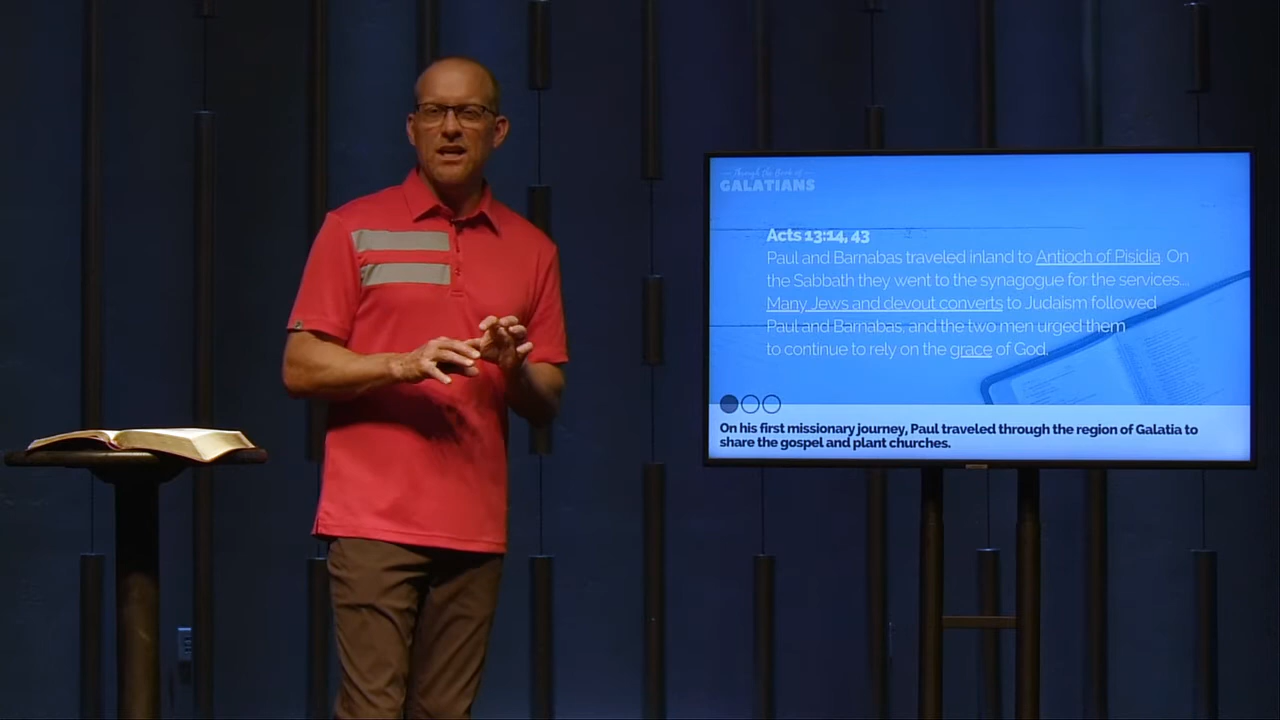 Through the Book of
GALATIANS
Acts 13:14, 43
Paul and Barnabas traveled inland to Antioch of Pisidia. On
the Sabbath they went to the synagogue for the services...
Many Jews and devout converts to Judaism followed
Paul and Barnabas, and the two men urged them
to continue to rely on the grace of God.
On his first missionary journey, Paul traveled through the region of Galatia to
share the gospel and plant churches.